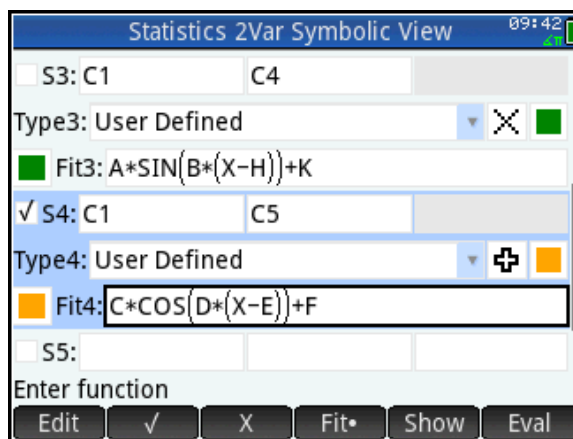 Statistics 2Var Symbolic View 09:42
∠π
S3: C1 C4
Type3: User Defined
Fit3: A*SIN(B*(X-H))+K
√ S4: C1 C5
Type4: User Defined
Fit4: C*COS(D*(X-E))+F
S5:
Enter function
Edit √ X Fit• Show Eval